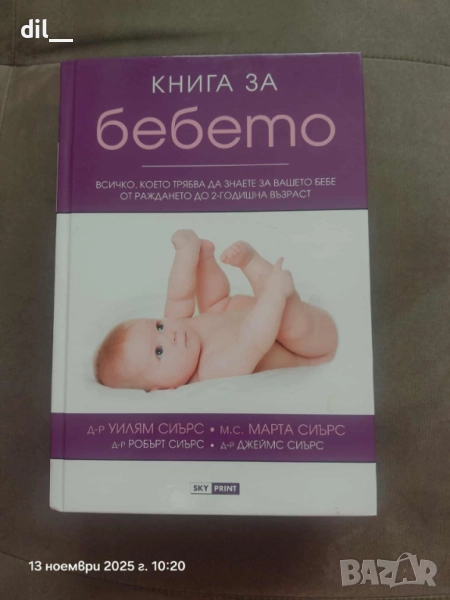 dil__
КНИГА ЗА
бебето
ВСИЧКО, КОЕТО ТРЯБВА ДА ЗНАЕТЕ ЗА ВАШЕТО БЕБЕ
ОТ РАЖДАНЕТО ДО 2-ГОДИШНА ВЪЗРАСТ
Д-Р УИЛЯМ СИЪРС • М.С. МАРТА СИЪРС
Д-Р РОБЪРТ СИЪРС • Д-Р ДЖЕЙМС СИЪРС
SKY PRINT
13 ноември 2025 г. 10:20
BAZAR